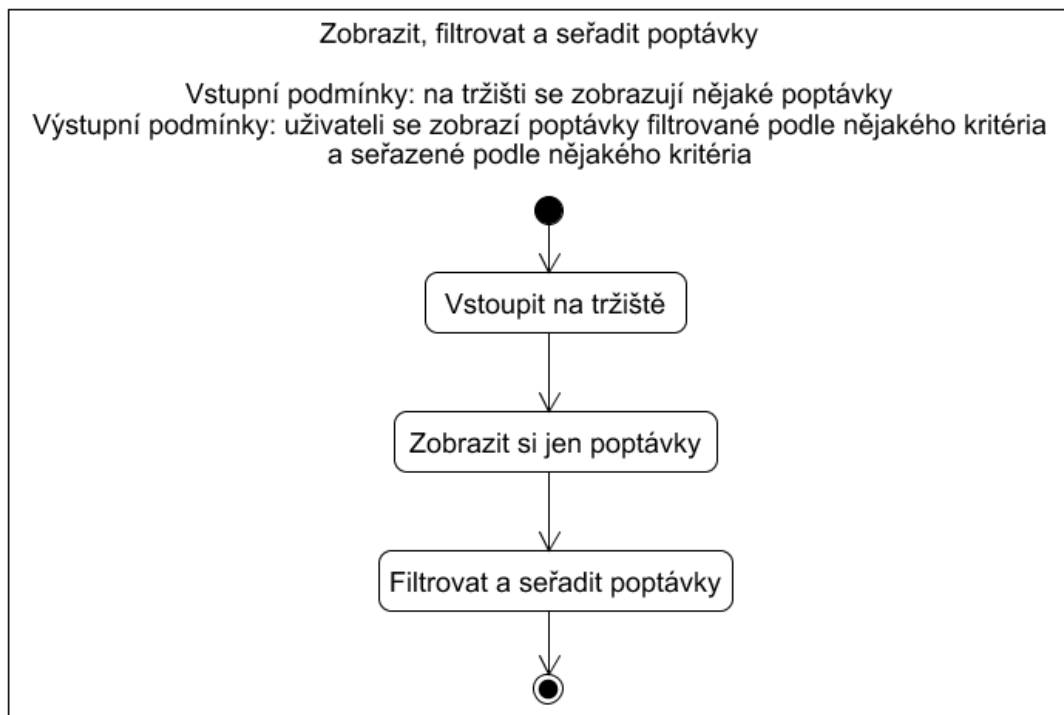 Zobrazit, filtrovat a seřadit poptávky
Vstupní podmínky: na tržišti se zobrazují nějaké poptávky
Výstupní podmínky: uživateli se zobrazí poptávky filtrované podle nějakého kritéria
a seřazené podle nějakého kritéria
Vstoupit na tržiště
Zobrazit si jen poptávky
Filtrovat a seřadit poptávky